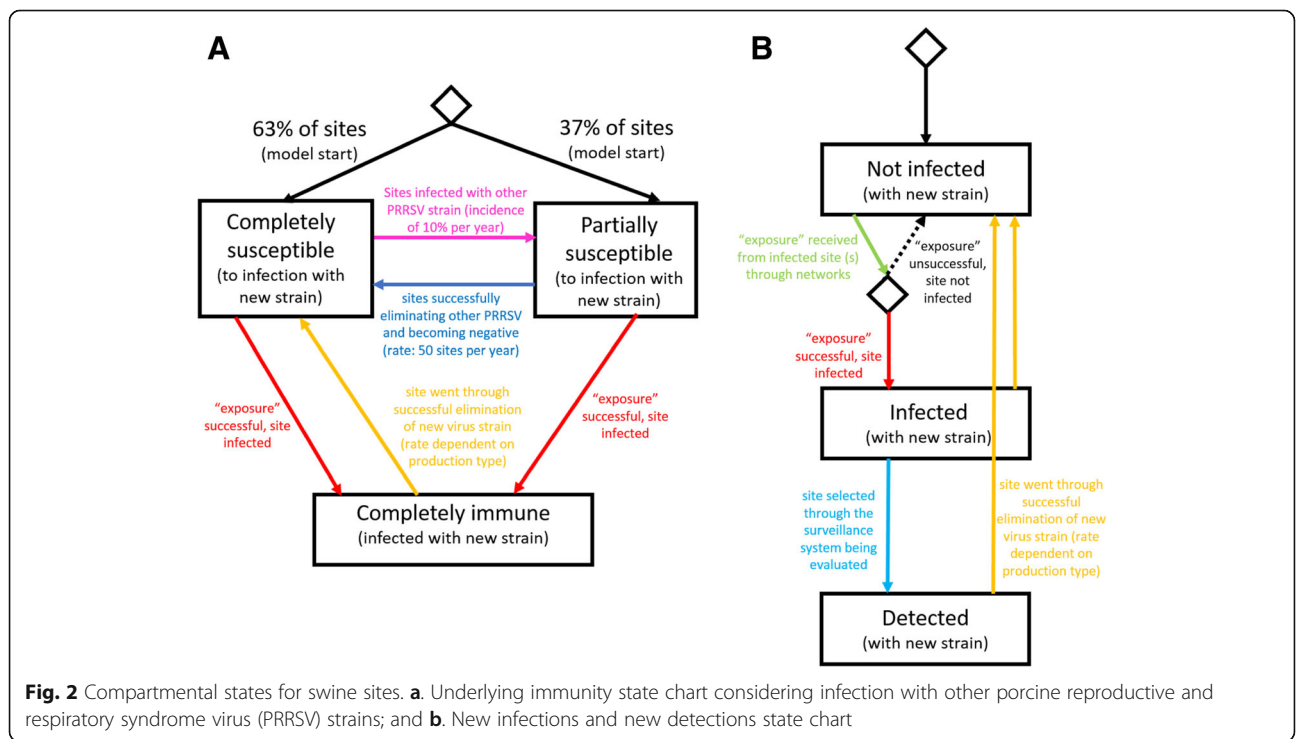 A
63% of sites
(model start)
37% of sites
(model start)
Completely
susceptible
(to infection with
new strain)
Sites infected with other
PRRSV strain (incidence
of 10% per year)
Partially
susceptible
(to infection with
new strain)
sites successfully
eliminating other PRRSV
and becoming negative
(rate: 50 sites per year)
“exposure”
successful, site
infected
site went through
successful elimination
of new virus strain
(rate dependent on
production type)
“exposure”
successful, site
infected
Completely immune
(infected with new strain)
B
Not infected
(with new strain)
“exposure” received
from infected site (s)
through networks
“exposure”
unsuccessful,
site not
infected
“exposure”
successful, site
infected
Infected
(with new strain)
site selected
through the
surveillance
system being
evaluated
site went through
successful
elimination of new
virus strain (rate
dependent on
production type)
Detected
(with new strain)
Fig. 2 Compartmental states for swine sites. a. Underlying immunity state chart considering infection with other porcine reproductive and
respiratory syndrome virus (PRRSV) strains; and b. New infections and new detections state chart